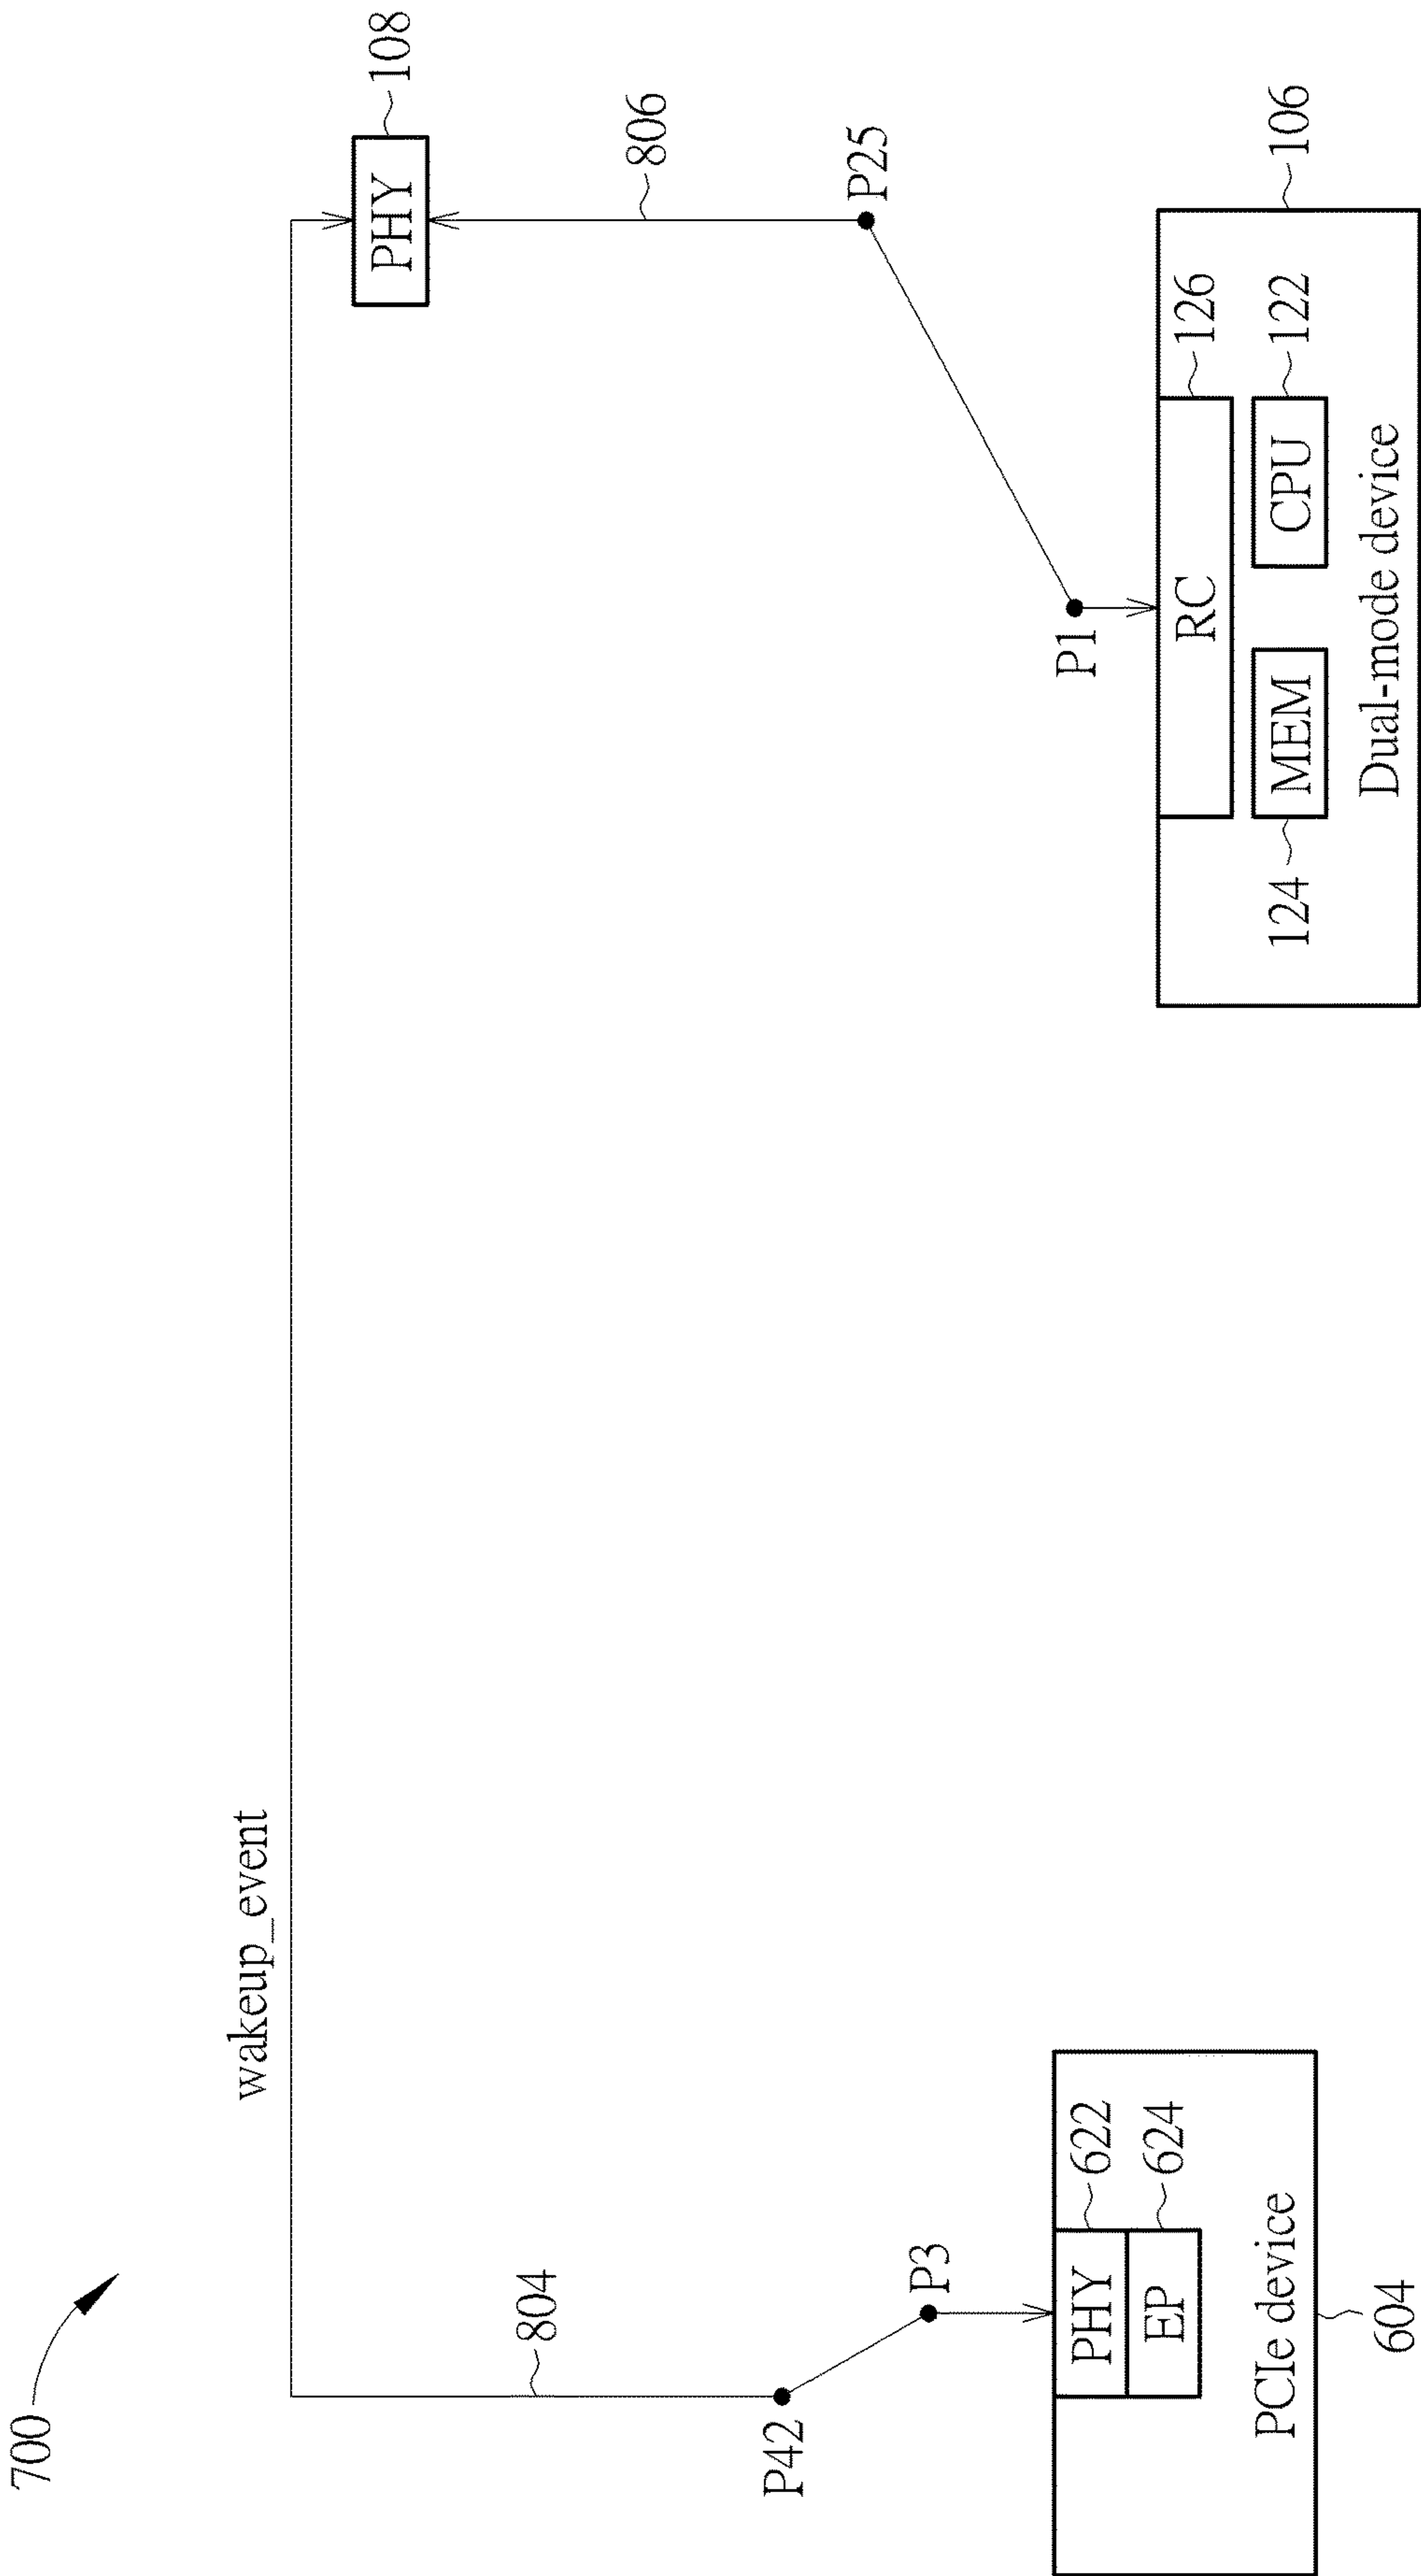 700
wakeup_event
PHY
108
804
806
P42
P25
P3
P1
PHY
622
EP
624
PCIe device
604
RC
126
124
MEM
CPU
122
Dual-mode device
106